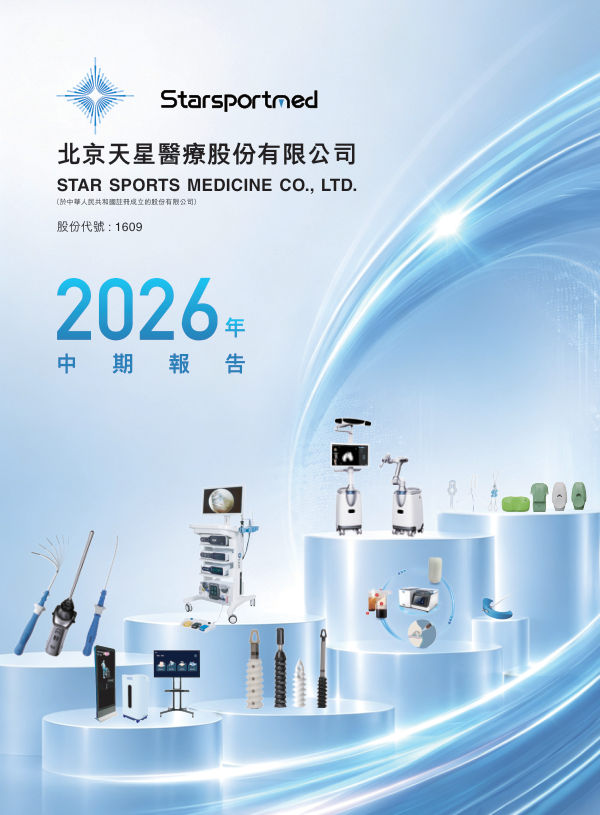 Starsportmed
北京天星醫療股份有限公司
STAR SPORTS MEDICINE CO., LTD.
(於中華人民共和國註冊成立的股份有限公司)
股份代號 : 1609
2026年
中期報告